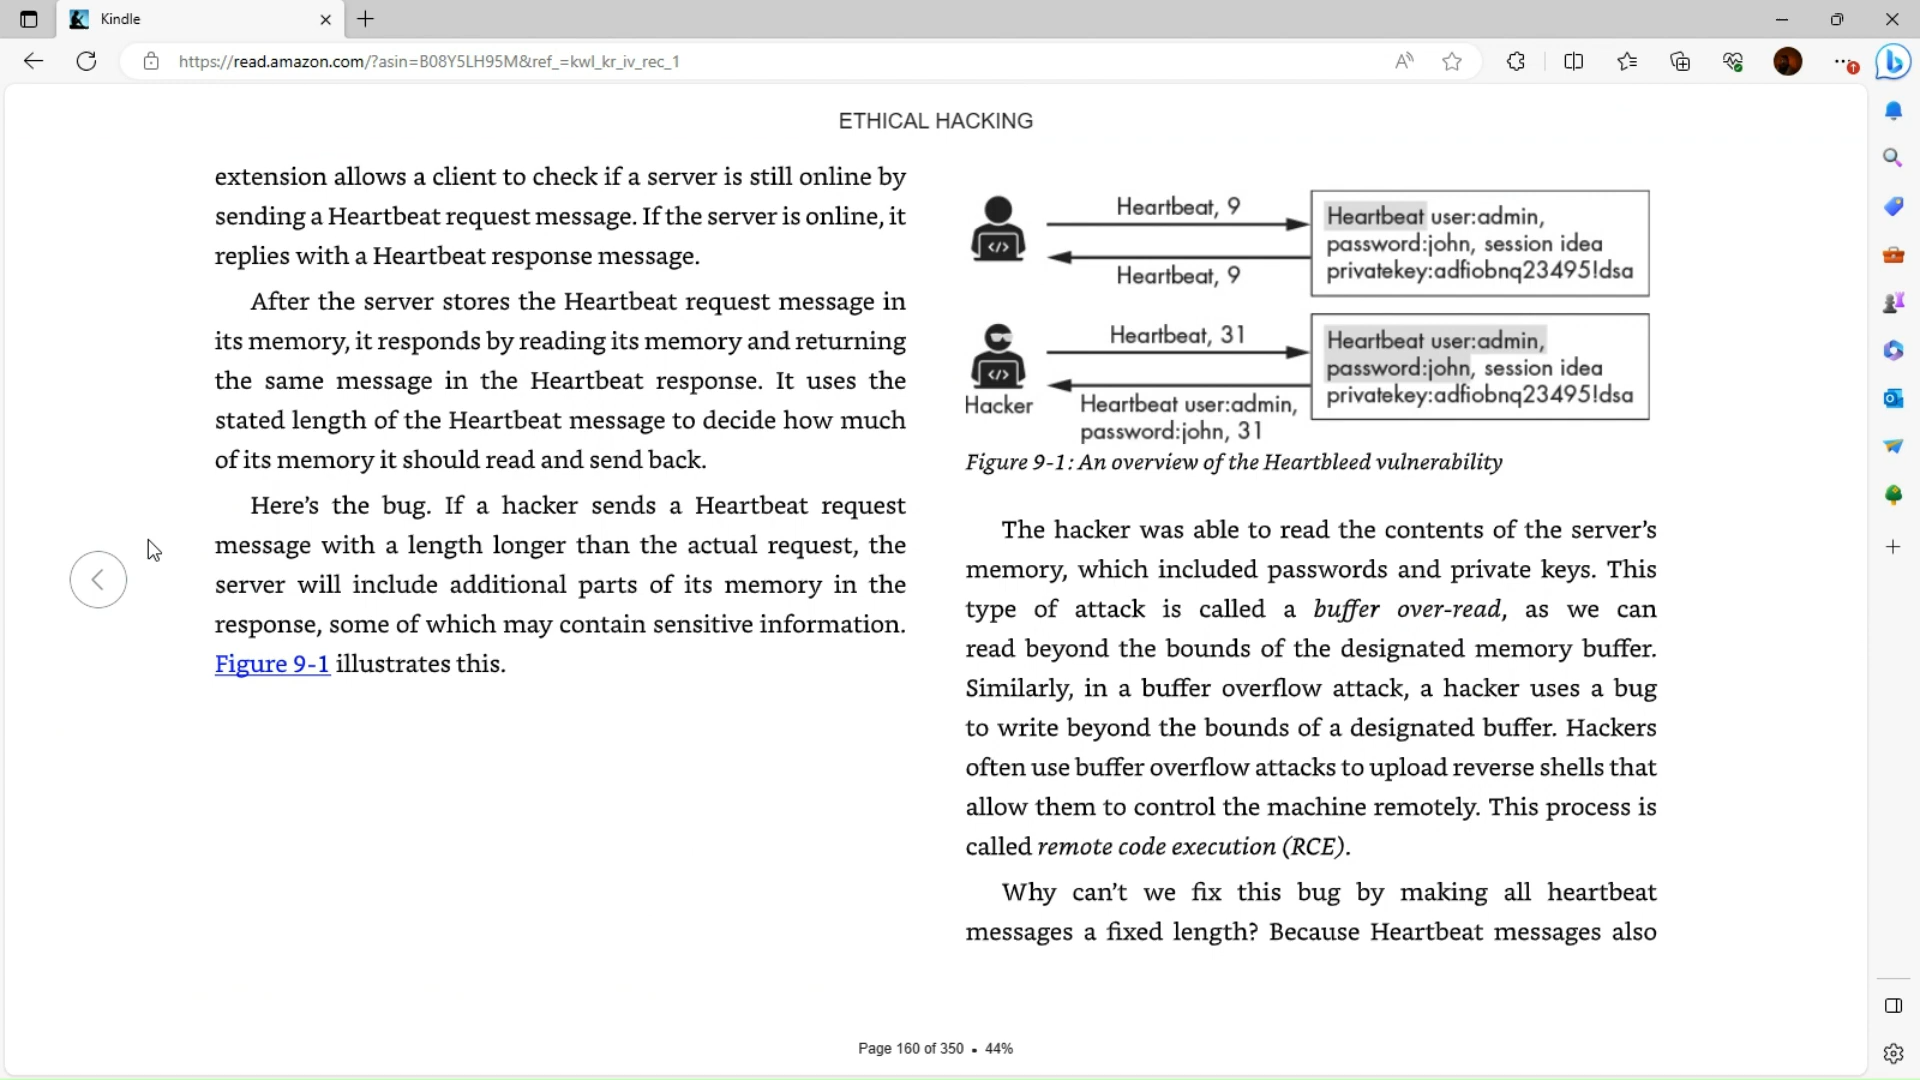 Kindle
https://read.amazon.com/?asin=B08Y5LH95M&ref_=kwl_kr_iv_rec_1
ETHICAL HACKING
extension allows a client to check if a server is still online by
sending a Heartbeat request message. If the server is online, it
replies with a Heartbeat response message.
After the server stores the Heartbeat request message in
its memory, it responds by reading its memory and returning
the same message in the Heartbeat response. It uses the
stated length of the Heartbeat message to decide how much
of its memory it should read and send back.
Here’s the bug. If a hacker sends a Heartbeat request
message with a length longer than the actual request, the
server will include additional parts of its memory in the
response, some of which may contain sensitive information.
Figure 9-1 illustrates this.
Heartbeat, 9
Heartbeat, 9
Heartbeat user:admin,
password:john, session idea
privatekey:adfiobnq23495!dsa
Heartbeat, 31
Hacker
Heartbeat user:admin,
password:john, 31
Heartbeat user:admin,
password:john, session idea
privatekey:adfiobnq23495!dsa
Figure 9-1: An overview of the Heartbleed vulnerability
The hacker was able to read the contents of the server’s
memory, which included passwords and private keys. This
type of attack is called a buffer over-read, as we can
read beyond the bounds of the designated memory buffer.
Similarly, in a buffer overflow attack, a hacker uses a bug
to write beyond the bounds of a designated buffer. Hackers
often use buffer overflow attacks to upload reverse shells that
allow them to control the machine remotely. This process is
called remote code execution (RCE).
Why can’t we fix this bug by making all heartbeat
messages a fixed length? Because Heartbeat messages also
Page 160 of 350 • 44%